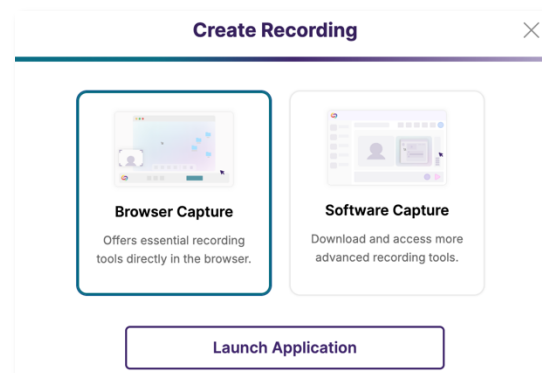 Create Recording
Browser Capture
Offers essential recording
tools directly in the browser.
Software Capture
Download and access more
advanced recording tools.
Launch Application